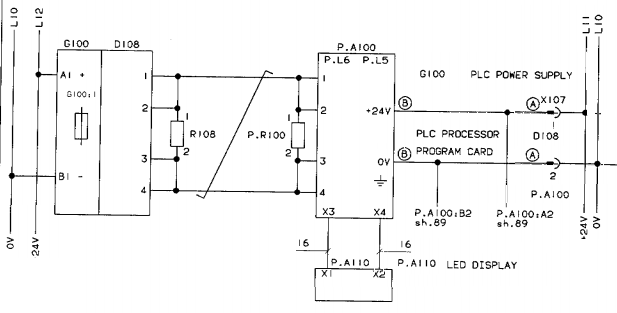 L10
L12
G100
D108
P.A100
P.L6
P.L5
G100 PLC POWER SUPPLY
L11
L10
A1 +
G100:1
B1 -
1
2
3
4
1
R108
2
1
P.R100
2
1
2
3
4
+24V
B
A
X107
1
D108
PLC PROCESSOR
PROGRAM CARD
0V
B
A
2
P.A100
P.A100:B2
sh.89
P.A100:A2
sh.89
0V
24V
+24V
0V
X3
X4
16
16
P.A110
P.A110 LED DISPLAY
X1
X2